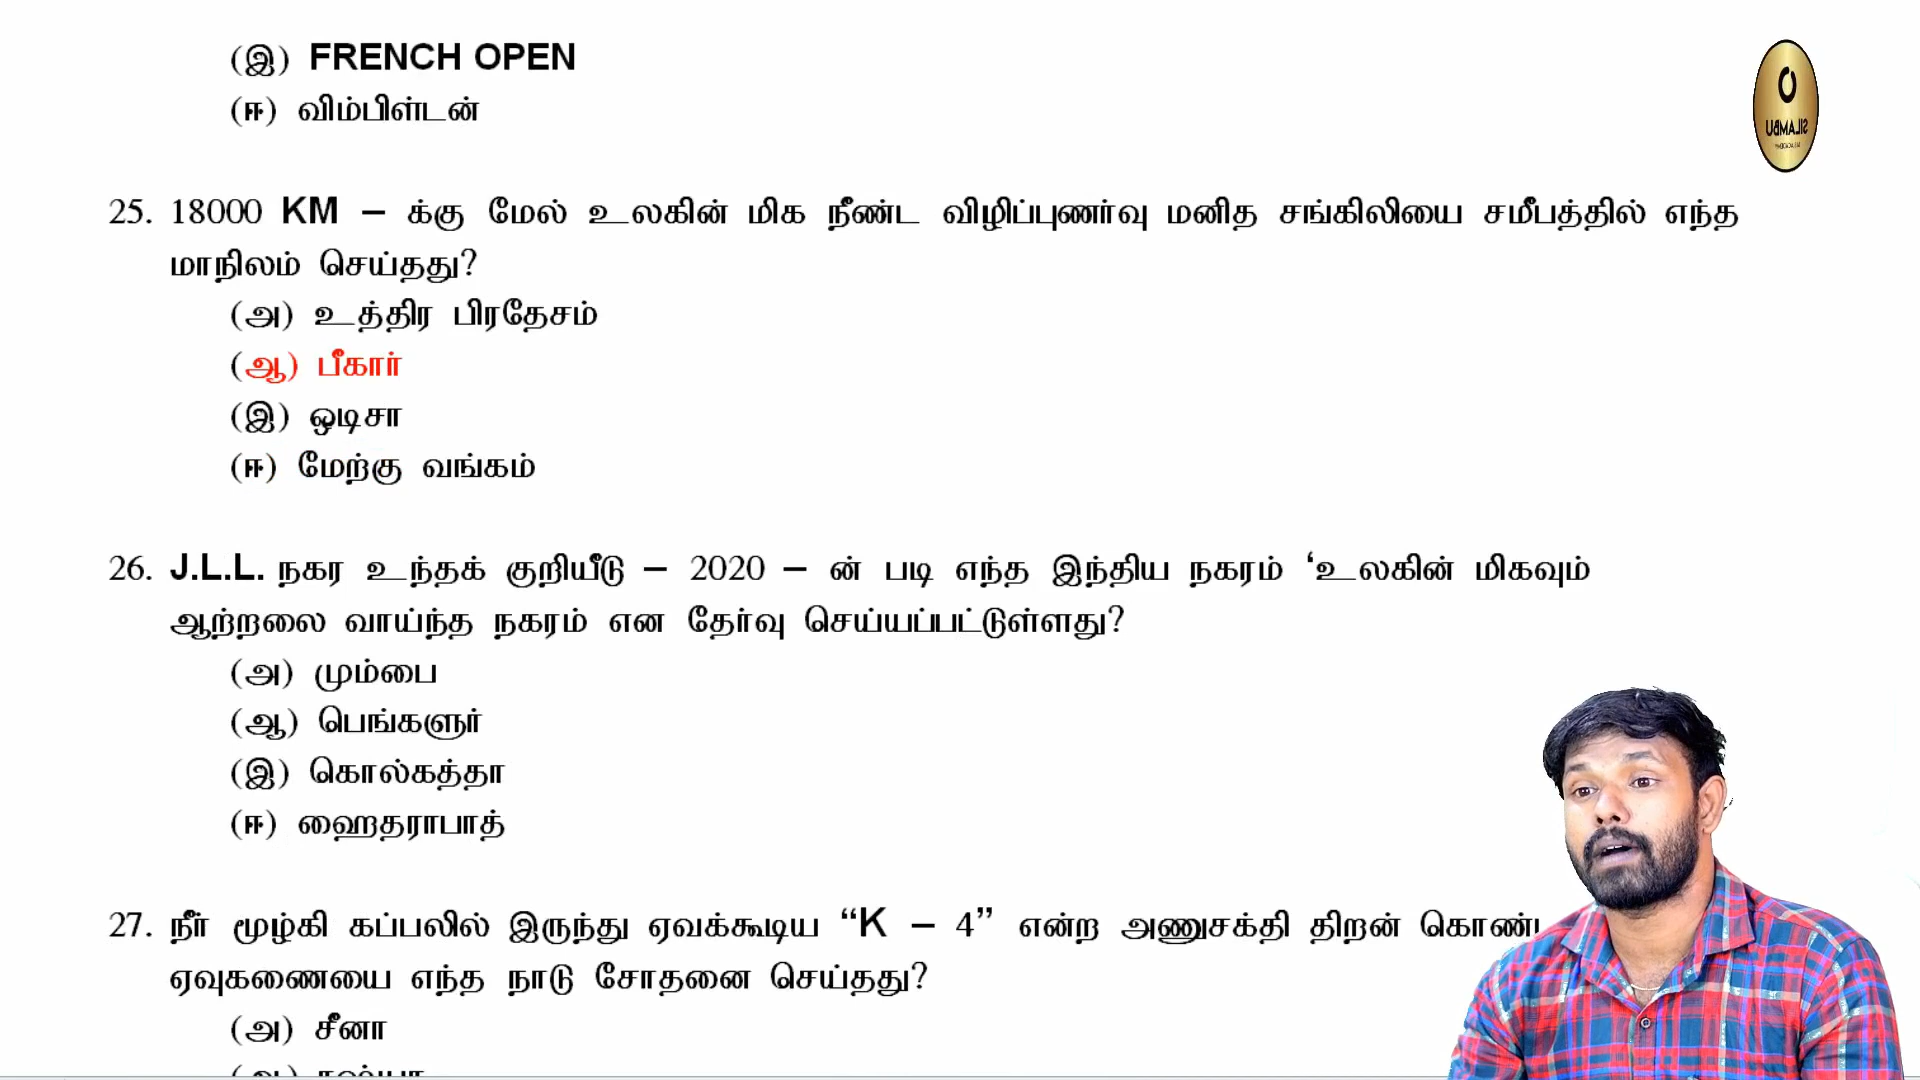 (இ) FRENCH OPEN
(ஈ) விம்பிள்டன்
SILAMBU
25. 18000 KM – க்கு மேல் உலகின் மிக நீண்ட விழிப்புணர்வு மனித சங்கிலியை சமீபத்தில் எந்த
மாநிலம் செய்தது?
(அ) உத்திர பிரதேசம்
(ஆ) பீகார்
(இ) ஒடிசா
(ஈ) மேற்கு வங்கம்
26. J.L.L. நகர உந்தக் குறியீடு – 2020 – ன் படி எந்த இந்திய நகரம் ‘உலகின் மிகவும்
ஆற்றலை வாய்ந்த நகரம் என தேர்வு செய்யப்பட்டுள்ளது?
(அ) மும்பை
(ஆ) பெங்களுர்
(இ) கொல்கத்தா
(ஈ) ஹைதராபாத்
27. நீர் மூழ்கி கப்பலில் இருந்து ஏவக்கூடிய “K – 4” என்ற அணுசக்தி திறன்
ஏவுகணையை எந்த நாடு சோதனை செய்தது?
(அ) சீனா